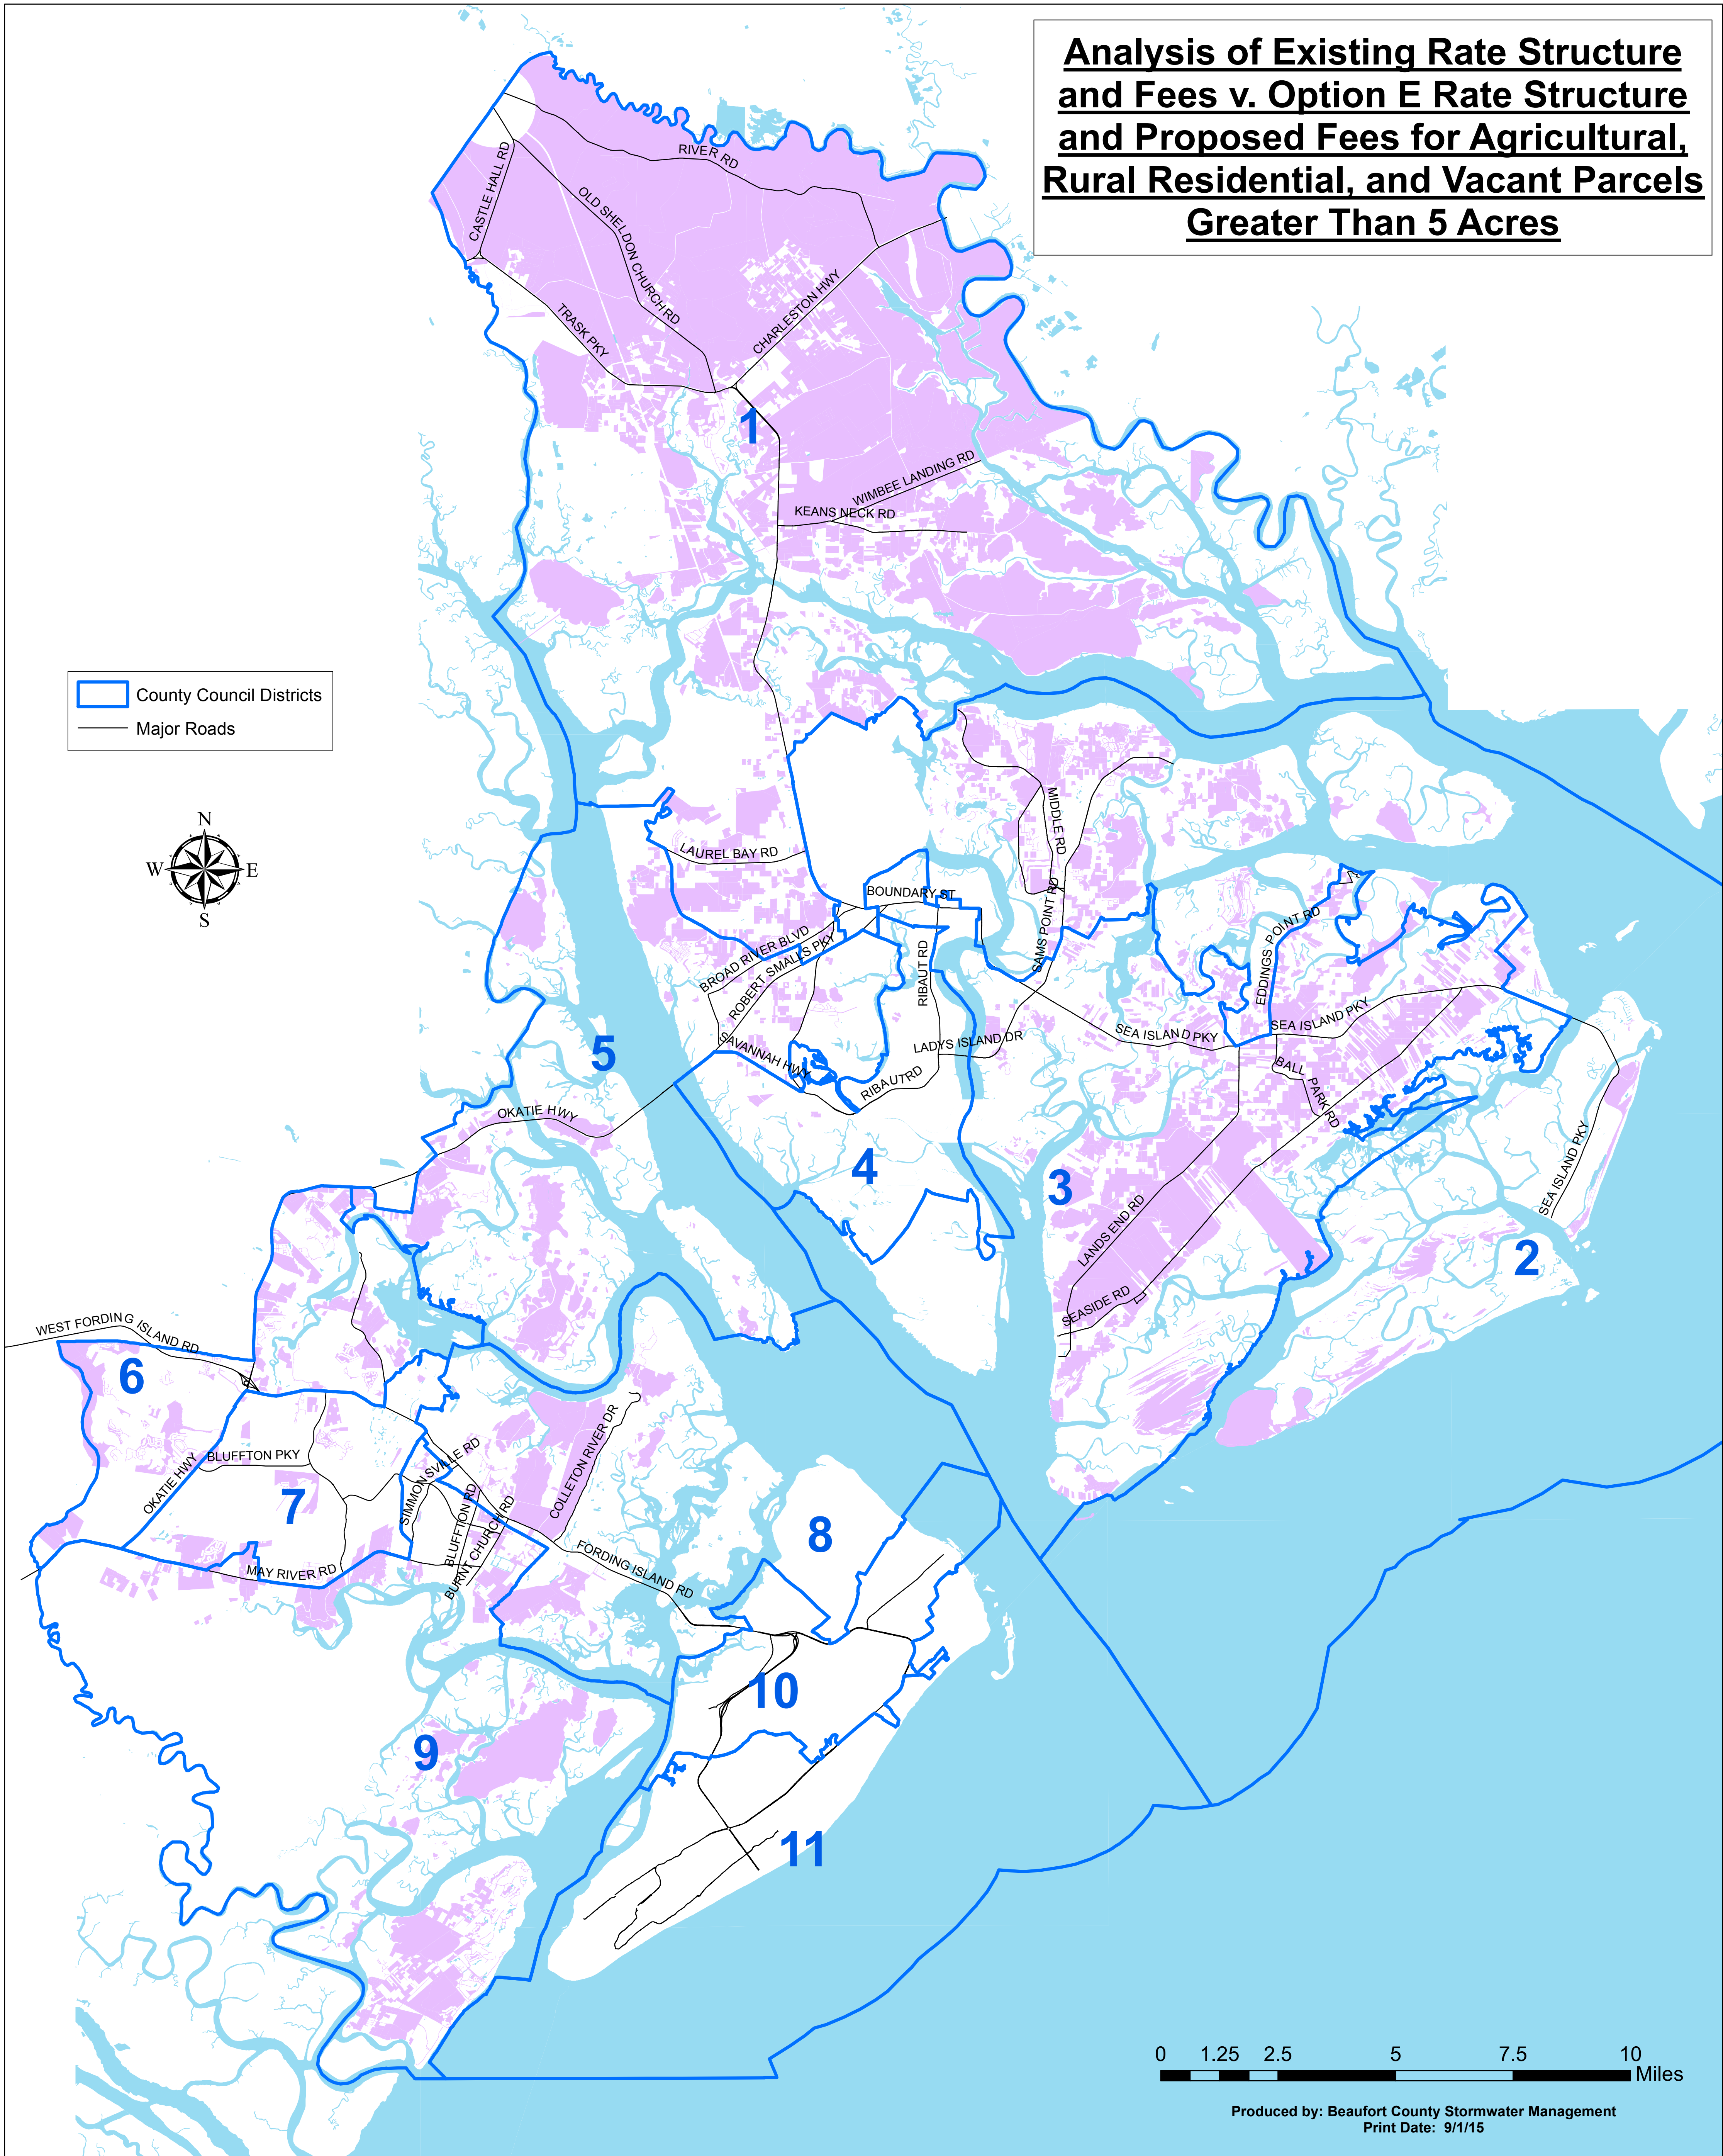 Analysis of Existing Rate Structure
and Fees v. Option E Rate Structure
and Proposed Fees for Agricultural,
Rural Residential, and Vacant Parcels
Greater Than 5 Acres
RIVER RD
CASTLE HALL RD
OLD SHELDON CHURCH RD
CHARLESTON HWY
TRASK PKY
1
WIMBEE LANDING RD
KEANS NECK RD
County Council Districts
Major Roads
N
W
E
S
MIDDLE RD
LAUREL BAY RD
BOUNDARY ST
SAMS POINT RD
EDDINGS POINT RD
BROAD RIVER BLVD
ROBERT SMALLS PKY
RIBAUT RD
SEA ISLAND PKY
SEA ISLAND PKY
LADYS ISLAND DR
SAVANNAH HWY
5
BALL PARK RD
RIBAUT RD
OKATIE HWY
SEA ISLAND PKY
4
3
LANDS END RD
2
SEASIDE RD
WEST FORDING ISLAND RD
6
COLLETON RIVER DR
BLUFFTON PKY
OKATIE HWY
SIMMONSVILLE RD
7
BLUFFTON RD
BURNT CHURCH RD
8
FORDING ISLAND RD
MAY RIVER RD
10
9
11
0 1.25 2.5 5 7.5 10
Miles
Produced by: Beaufort County Stormwater Management
Print Date: 9/1/15